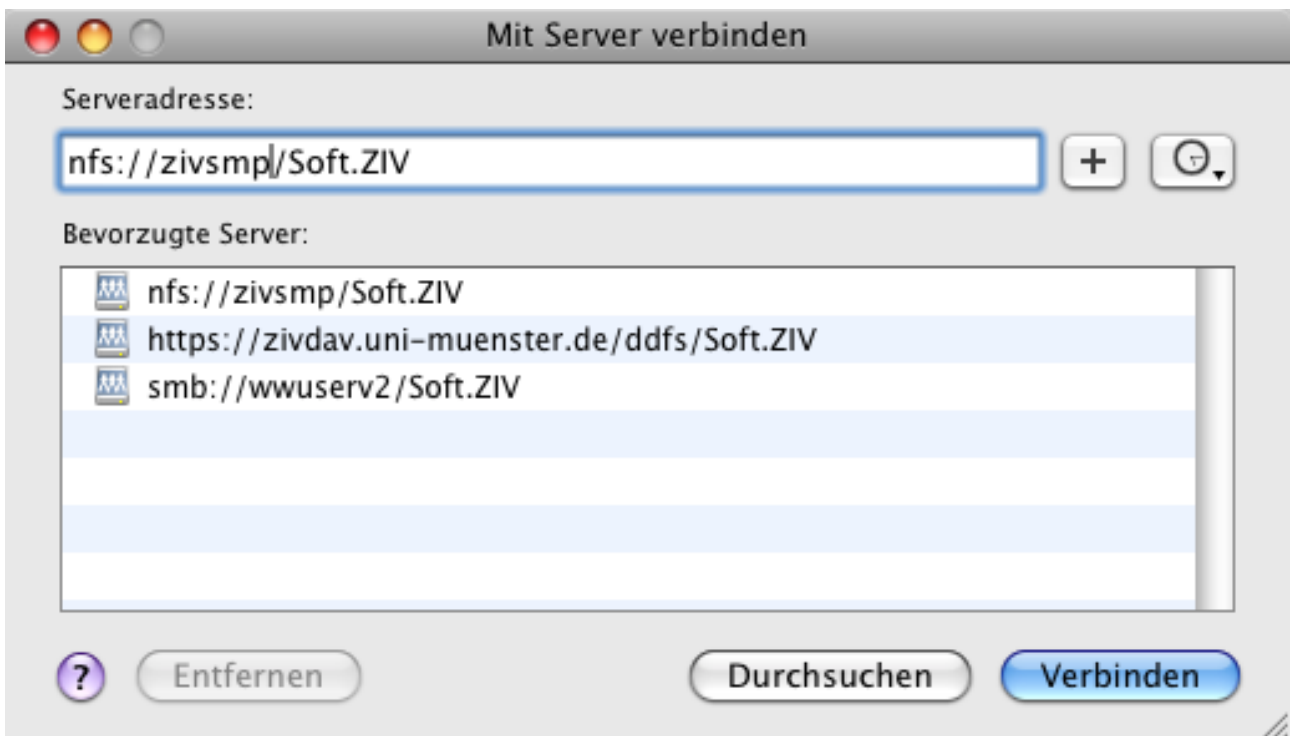 Mit Server verbinden
Serveradresse:
nfs://zivsmp/Soft.ZIV
+
Bevorzugte Server:
nfs://zivsmp/Soft.ZIV
https://zivdav.uni-muenster.de/ddfs/Soft.ZIV
smb://wwuserv2/Soft.ZIV
? Entfernen Durchsuchen Verbinden